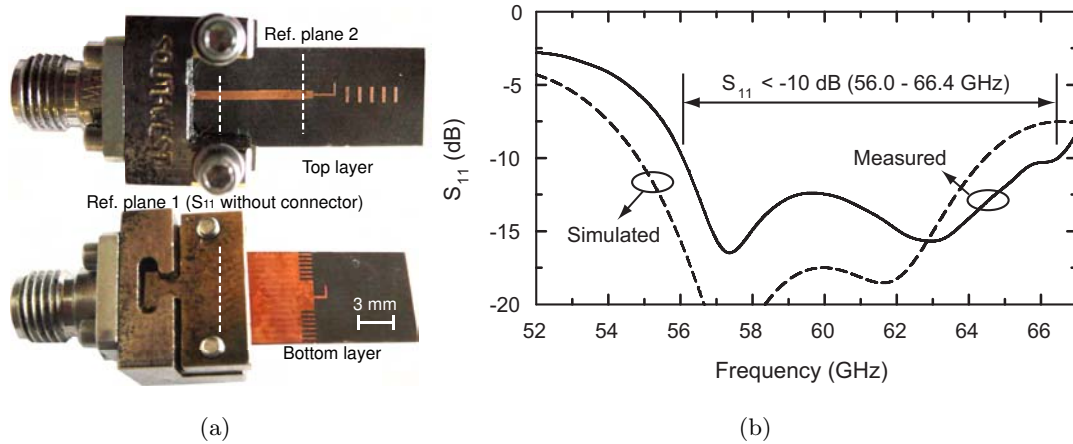 Ref. plane 2
SOUTHWEST
Top layer
Ref. plane 1 (S11 without connector)
3 mm
Bottom layer
(a)
0
-5
-10
-15
-20
S11 (dB)
S11 < -10 dB (56.0 - 66.4 GHz)
Measured
Simulated
52 54 56 58 60 62 64 66
Frequency (GHz)
(b)